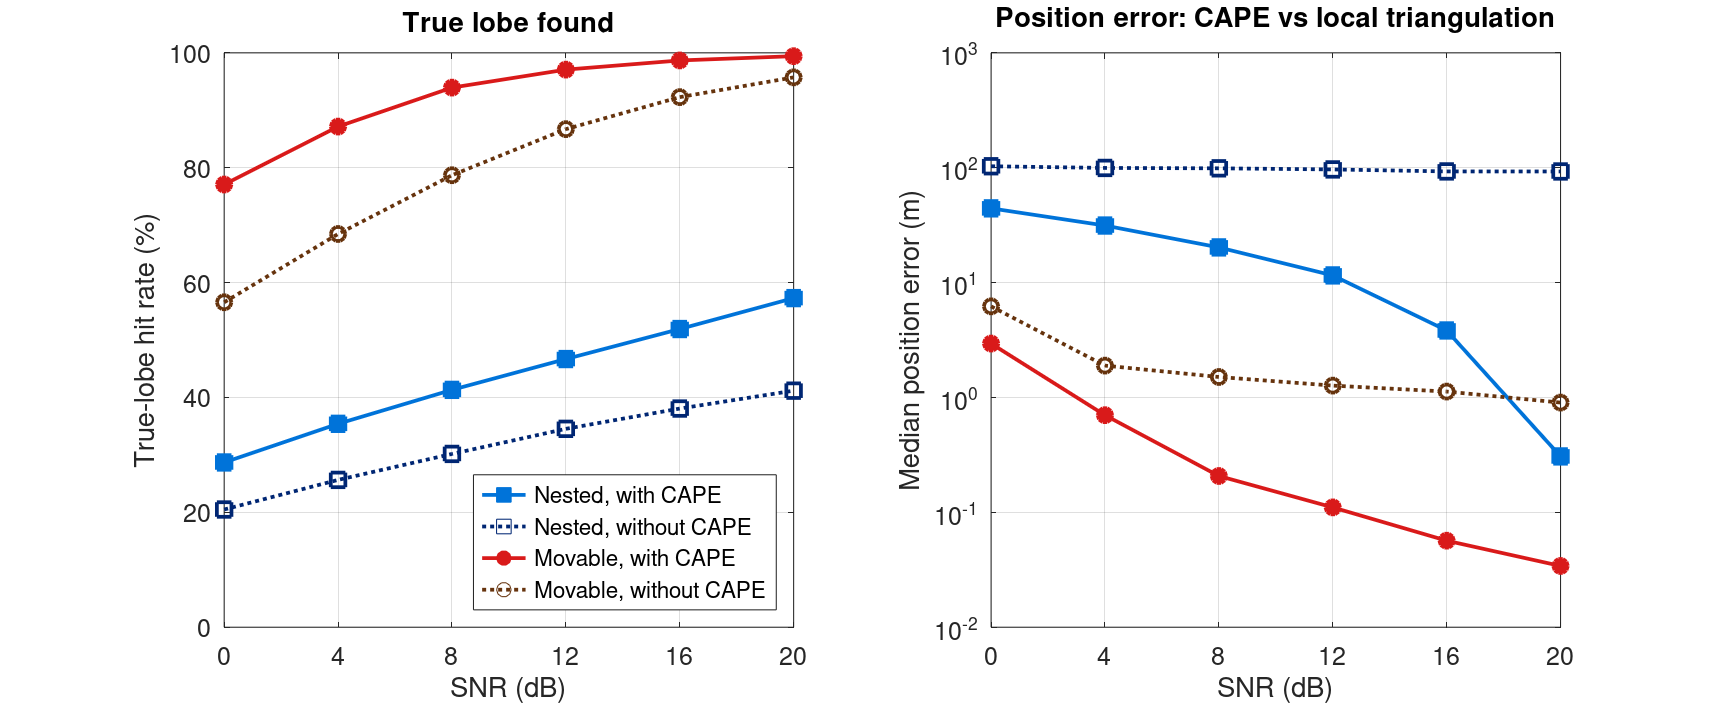 True lobe found
100
80
60
40
20
0
True-lobe hit rate (%)
0 4 8 12 16 20
SNR (dB)
Nested, with CAPE
Nested, without CAPE
Movable, with CAPE
Movable, without CAPE
Position error: CAPE vs local triangulation
10^3
10^2
10^1
10^0
10^-1
10^-2
Median position error (m)
0 4 8 12 16 20
SNR (dB)